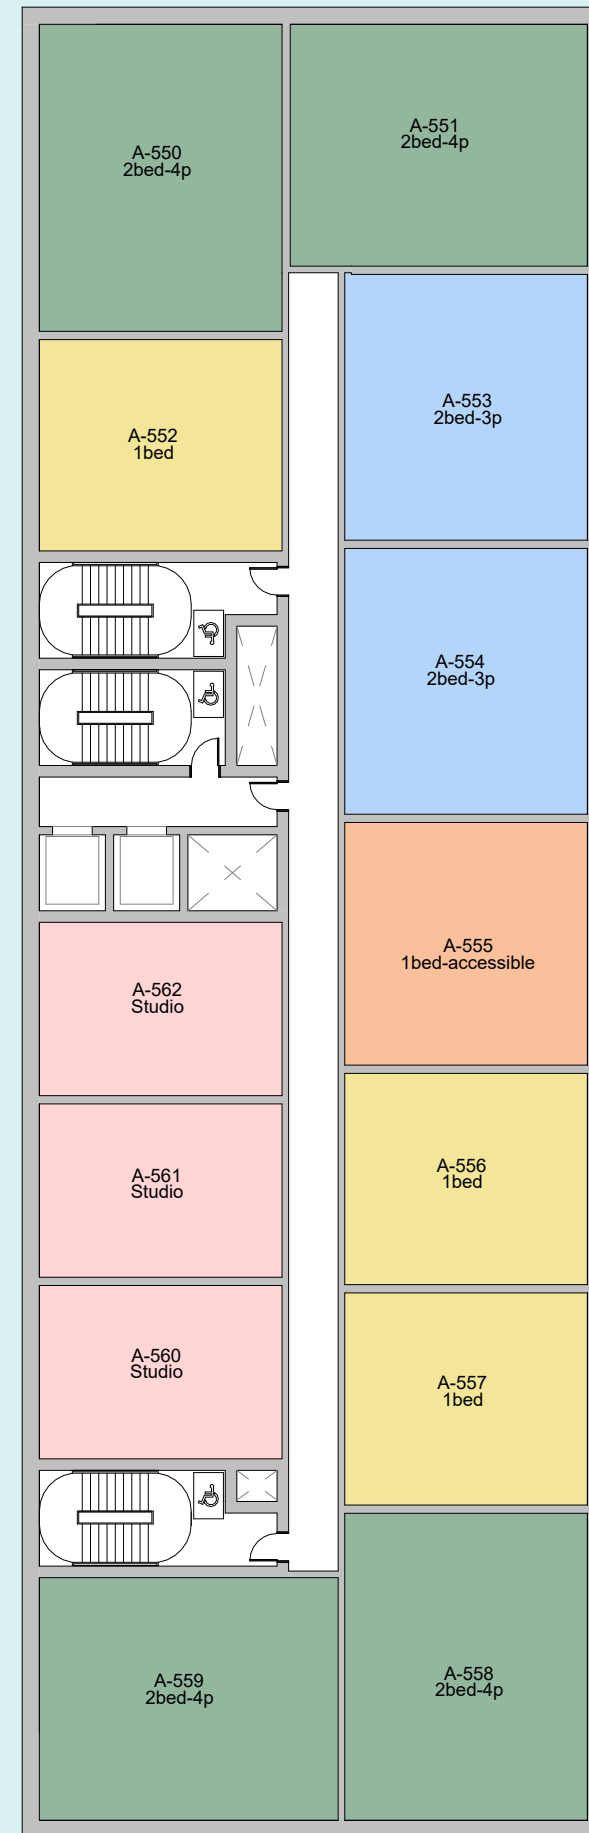 A-550
2bed-4p
A-551
2bed-4p
A-552
1bed
A-553
2bed-3p
A-554
2bed-3p
A-555
1bed-accessible
A-562
Studio
A-561
Studio
A-556
1bed
A-560
Studio
A-557
1bed
A-559
2bed-4p
A-558
2bed-4p